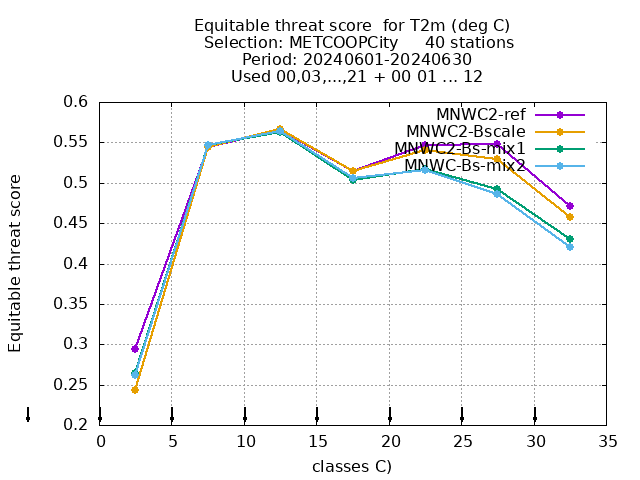 Equitable threat score  for T2m (deg C)
Selection: METCOOPCity     40 stations
Period: 20240601-20240630
Used 00,03,...,21 + 00 01 ... 12
MNWC2-ref
MNWC2-Bscale
MNWC2-Bs-mix1
MNWC-Bs-mix2
Equitable threat score
0.6
0.55
0.5
0.45
0.4
0.35
0.3
0.25
0.2
0 5 10 15 20 25 30 35
classes C)